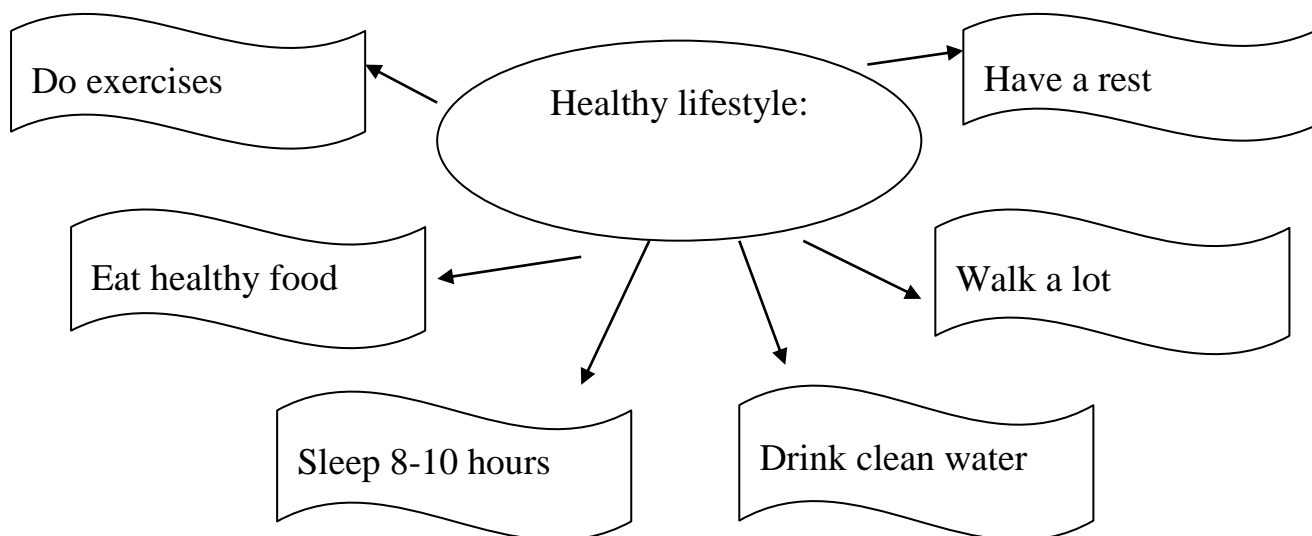 Healthy lifestyle:
Do exercises
Have a rest
Eat healthy food
Walk a lot
Sleep 8-10 hours
Drink clean water